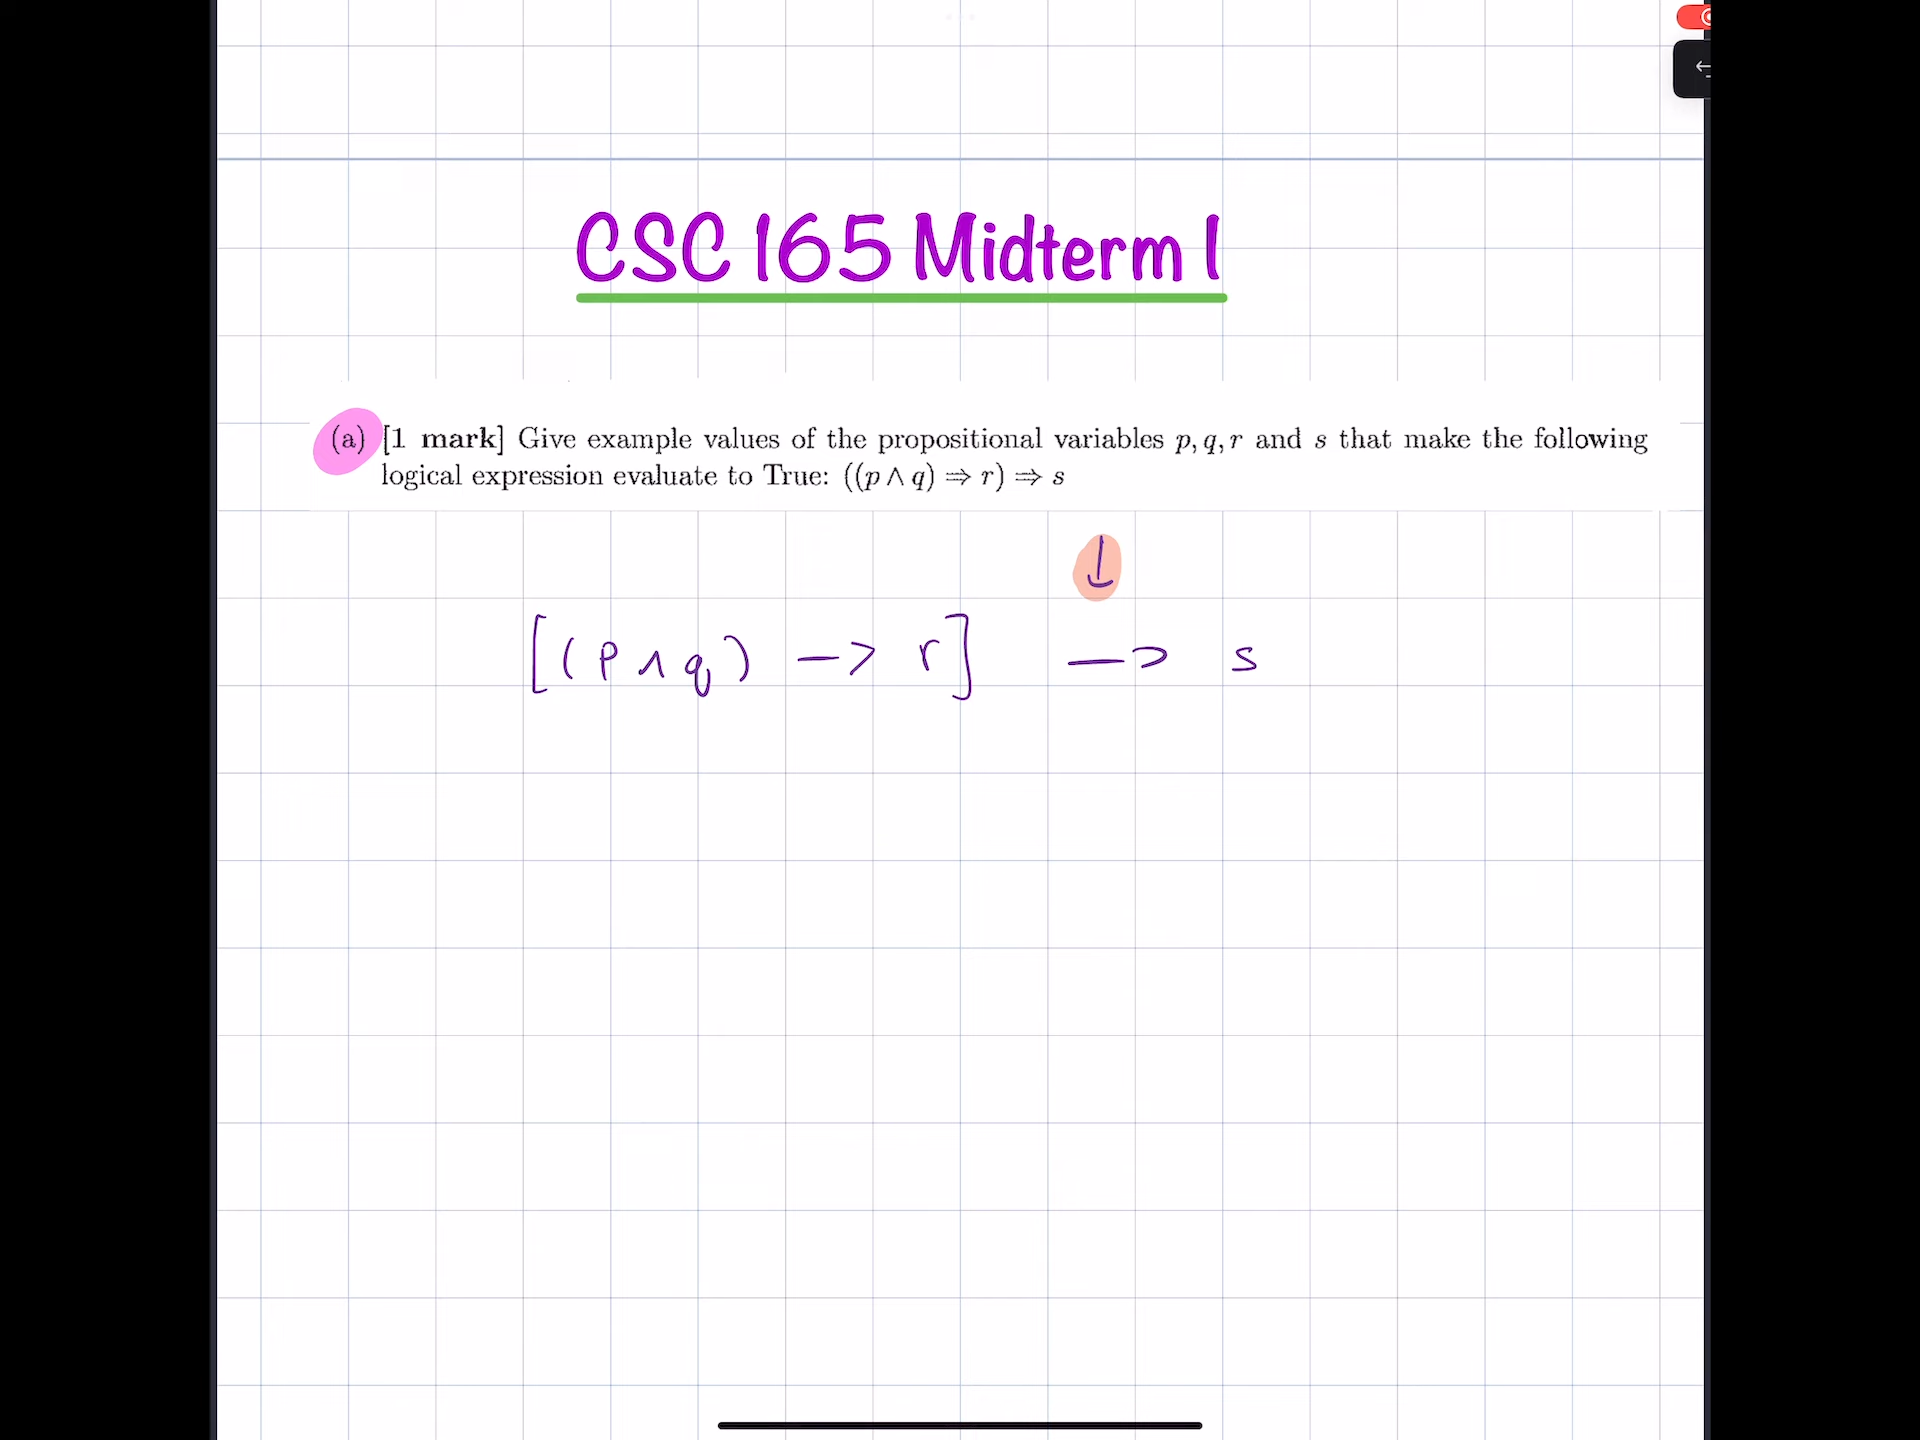 CSC 165 Midterm 1
(a) [1 mark] Give example values of the propositional variables p, q, r and s that make the following
logical expression evaluate to True: ((p ∧ q) ⇒ r) ⇒ s
↓
[(p ∧ q) —> r] —> s